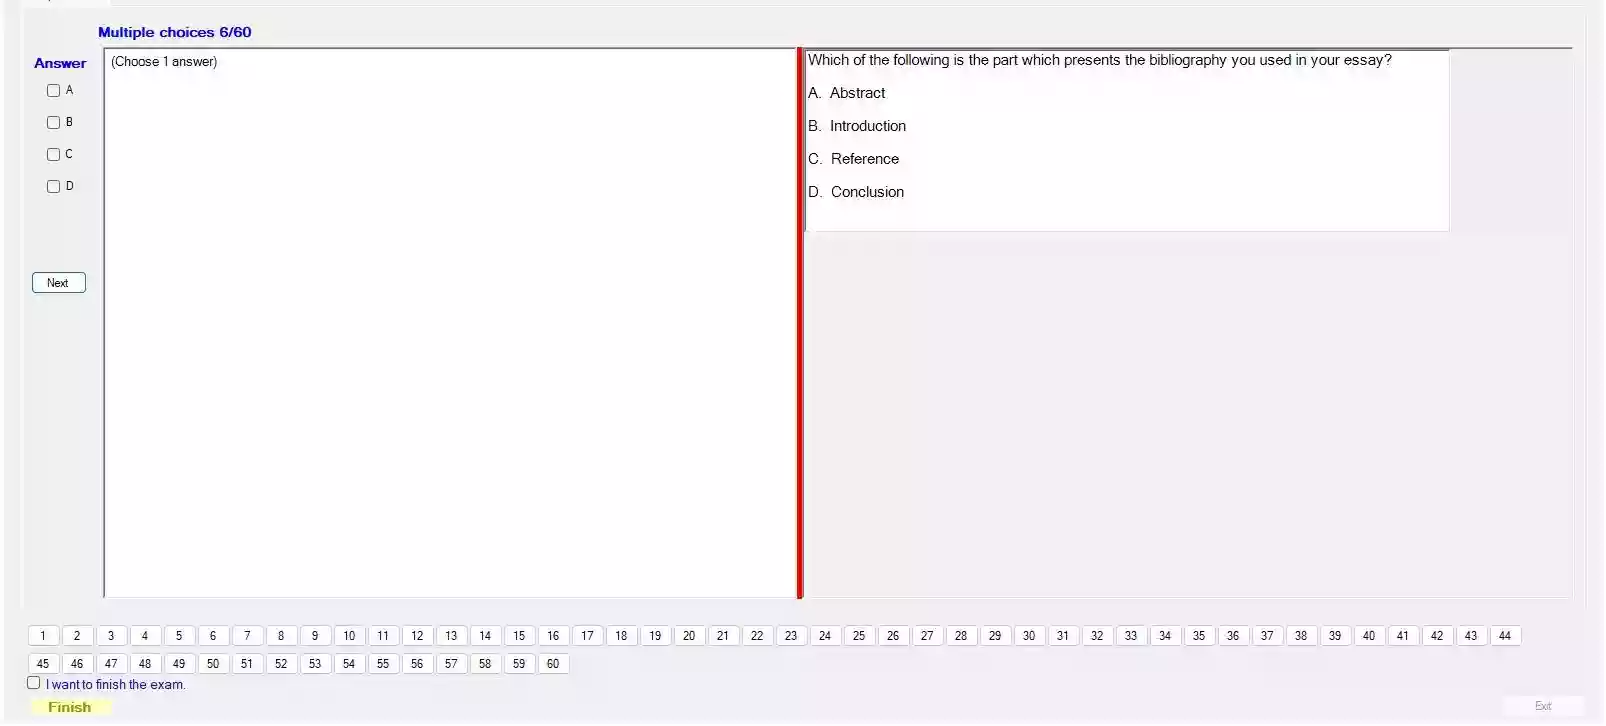 Multiple choices 6/60
Answer
(Choose 1 answer)
A
B
C
D
Next
Which of the following is the part which presents the bibliography you used in your essay?
A. Abstract
B. Introduction
C. Reference
D. Conclusion
1 2 3 4 5 6 7 8 9 10 11 12 13 14 15 16 17 18 19 20 21 22 23 24 25 26 27 28 29 30 31 32 33 34 35 36 37 38 39 40 41 42 43 44
45 46 47 48 49 50 51 52 53 54 55 56 57 58 59 60
I want to finish the exam.
Finish
Exit